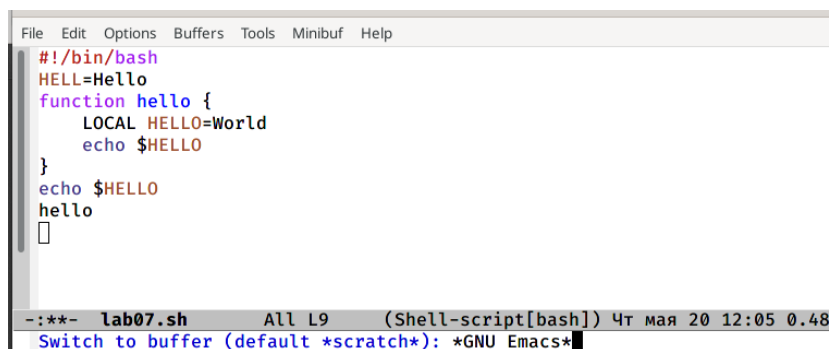 File Edit Options Buffers Tools Minibuf Help
#!/bin/bash
HELL=Hello
function hello {
    LOCAL HELLO=World
    echo $HELLO
}
echo $HELLO
hello
-:**- lab07.sh All L9 (Shell-script[bash]) Чт мая 20 12:05 0.48
Switch to buffer (default *scratch*): *GNU Emacs*